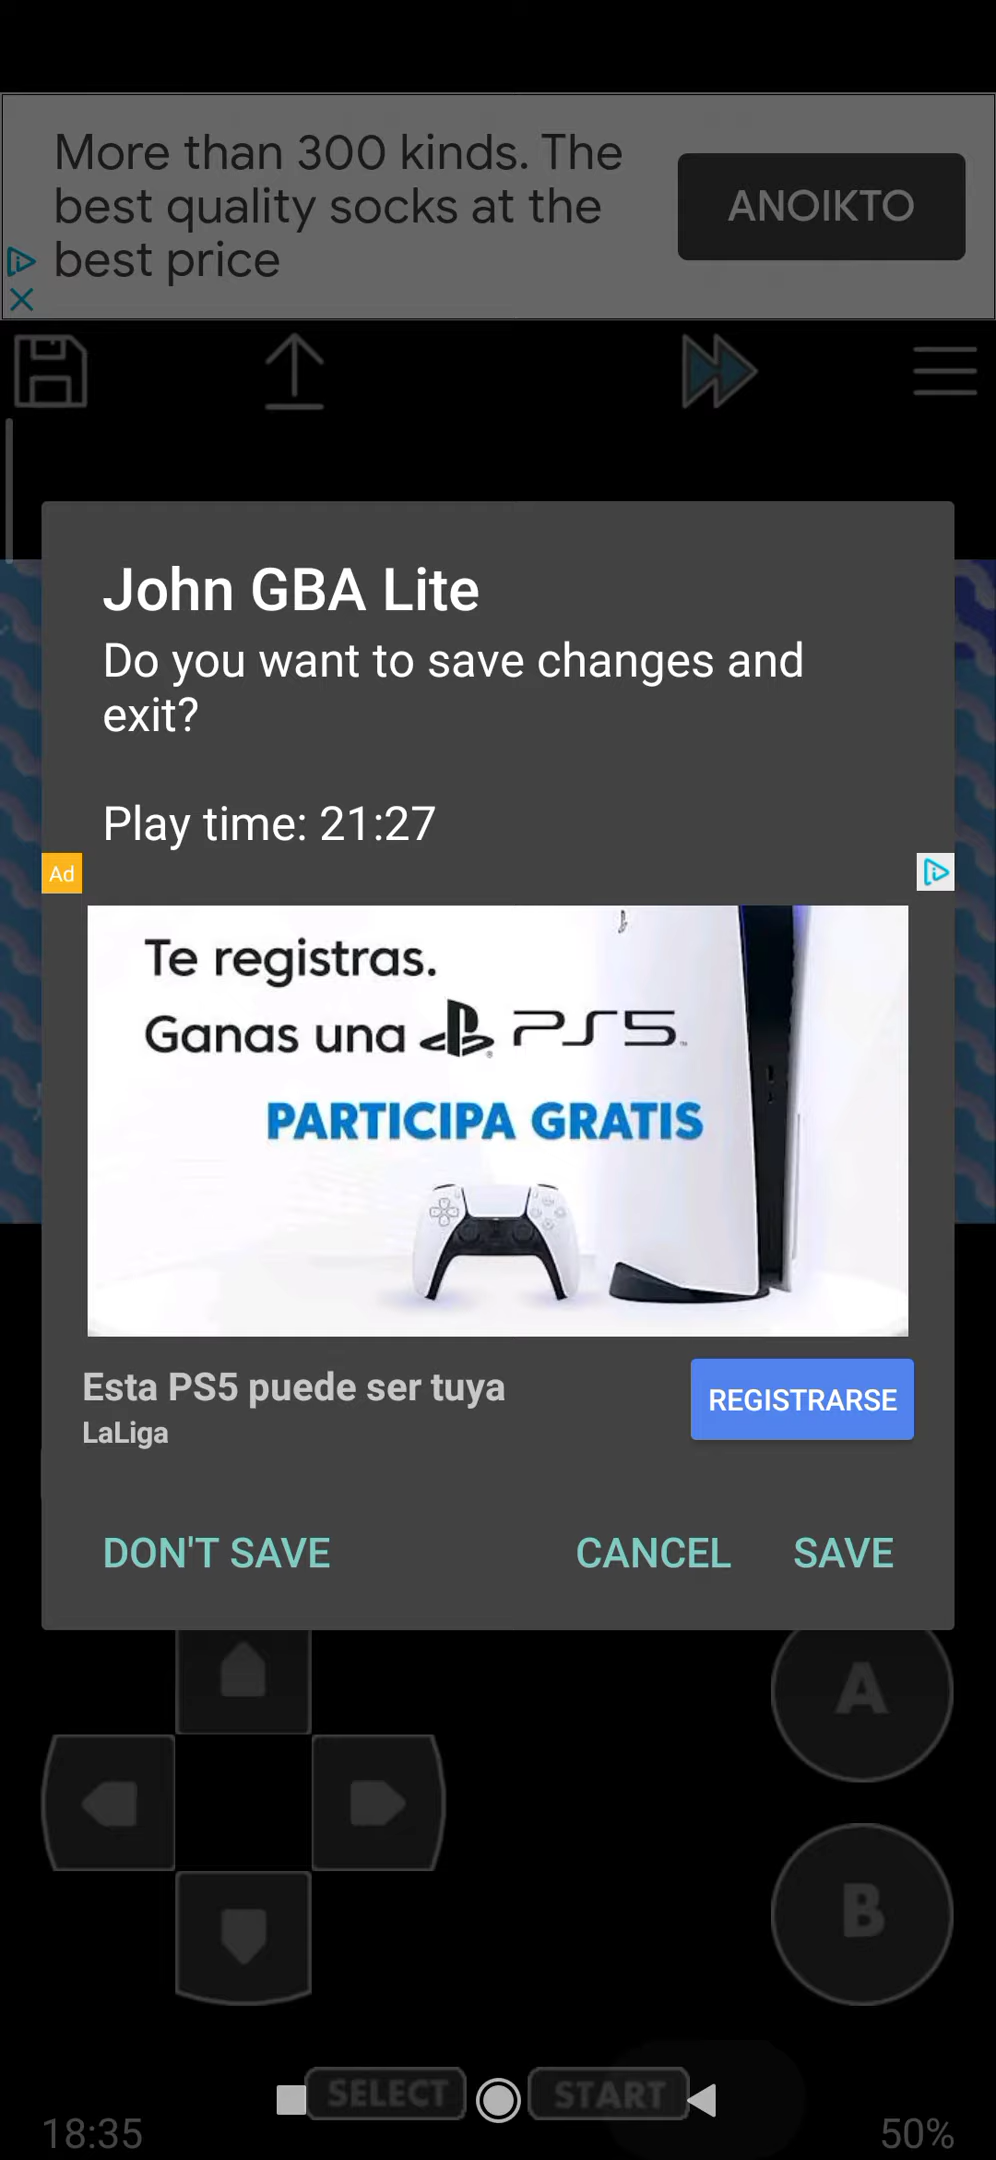 More than 300 kinds. The
best quality socks at the
best price
ANOIKTO
John GBA Lite
Do you want to save changes and
exit?
Play time: 21:27
Ad
Te registras.
Ganas una PS5
PARTICIPA GRATIS
Esta PS5 puede ser tuya
LaLiga
REGISTRARSE
DON'T SAVE
CANCEL
SAVE
A
B
SELECT
START
18:35
50%